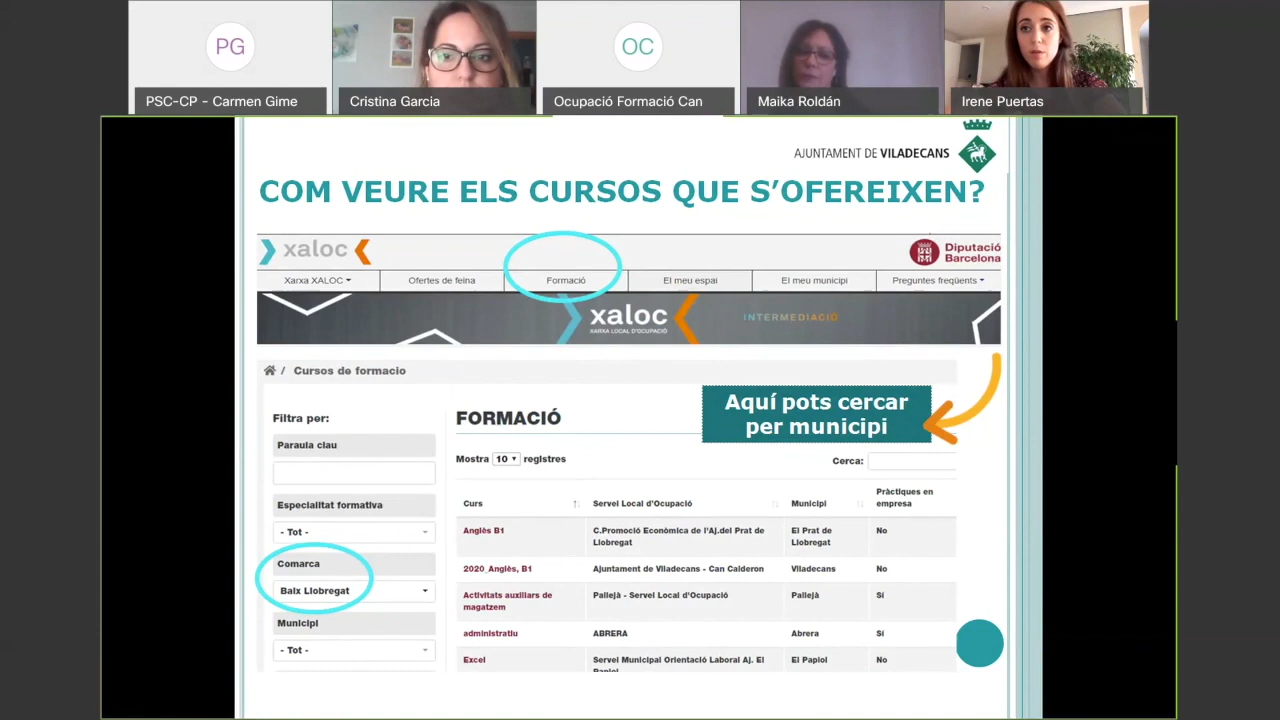 PG
OC
PSC-CP - Carmen Gime
Cristina Garcia
Ocupació Formació Can
Maika Roldán
Irene Puertas
AJUNTAMENT DE VILADECANS
COM VEURE ELS CURSOS QUE S'OFEREIXEN?
xaloc
Diputació
Barcelona
Xarxa XALOC
Ofertes de feina
Formació
El meu espai
El meu municipi
Preguntes freqüents
xaloc
XARXA LOCAL D'OCUPACIÓ
INTERMEDIACIÓ
/ Cursos de formacio
Aquí pots cercar
per municipi
Filtra per:
Paraula clau
Especialitat formativa
- Tot -
Comarca
Baix Llobregat
Municipi
- Tot -
FORMACIÓ
Mostra 10 registres
Cerca:
Curs Servei Local d'Ocupació Municipi Pràctiques en
empresa
Anglès B1 C.Promoció Econòmica de l'Aj.del Prat de El Prat de No
Llobregat Llobregat
2020_Anglès, B1 Ajuntament de Viladecans - Can Calderon Viladecans No
Activitats auxiliars de Pallejà - Servei Local d'Ocupació Pallejà Sí
magatzem
administratiu ABRERA Abrera Sí
Excel Servei Municipal Orientació Laboral Aj. El El Papiol No
Papiol